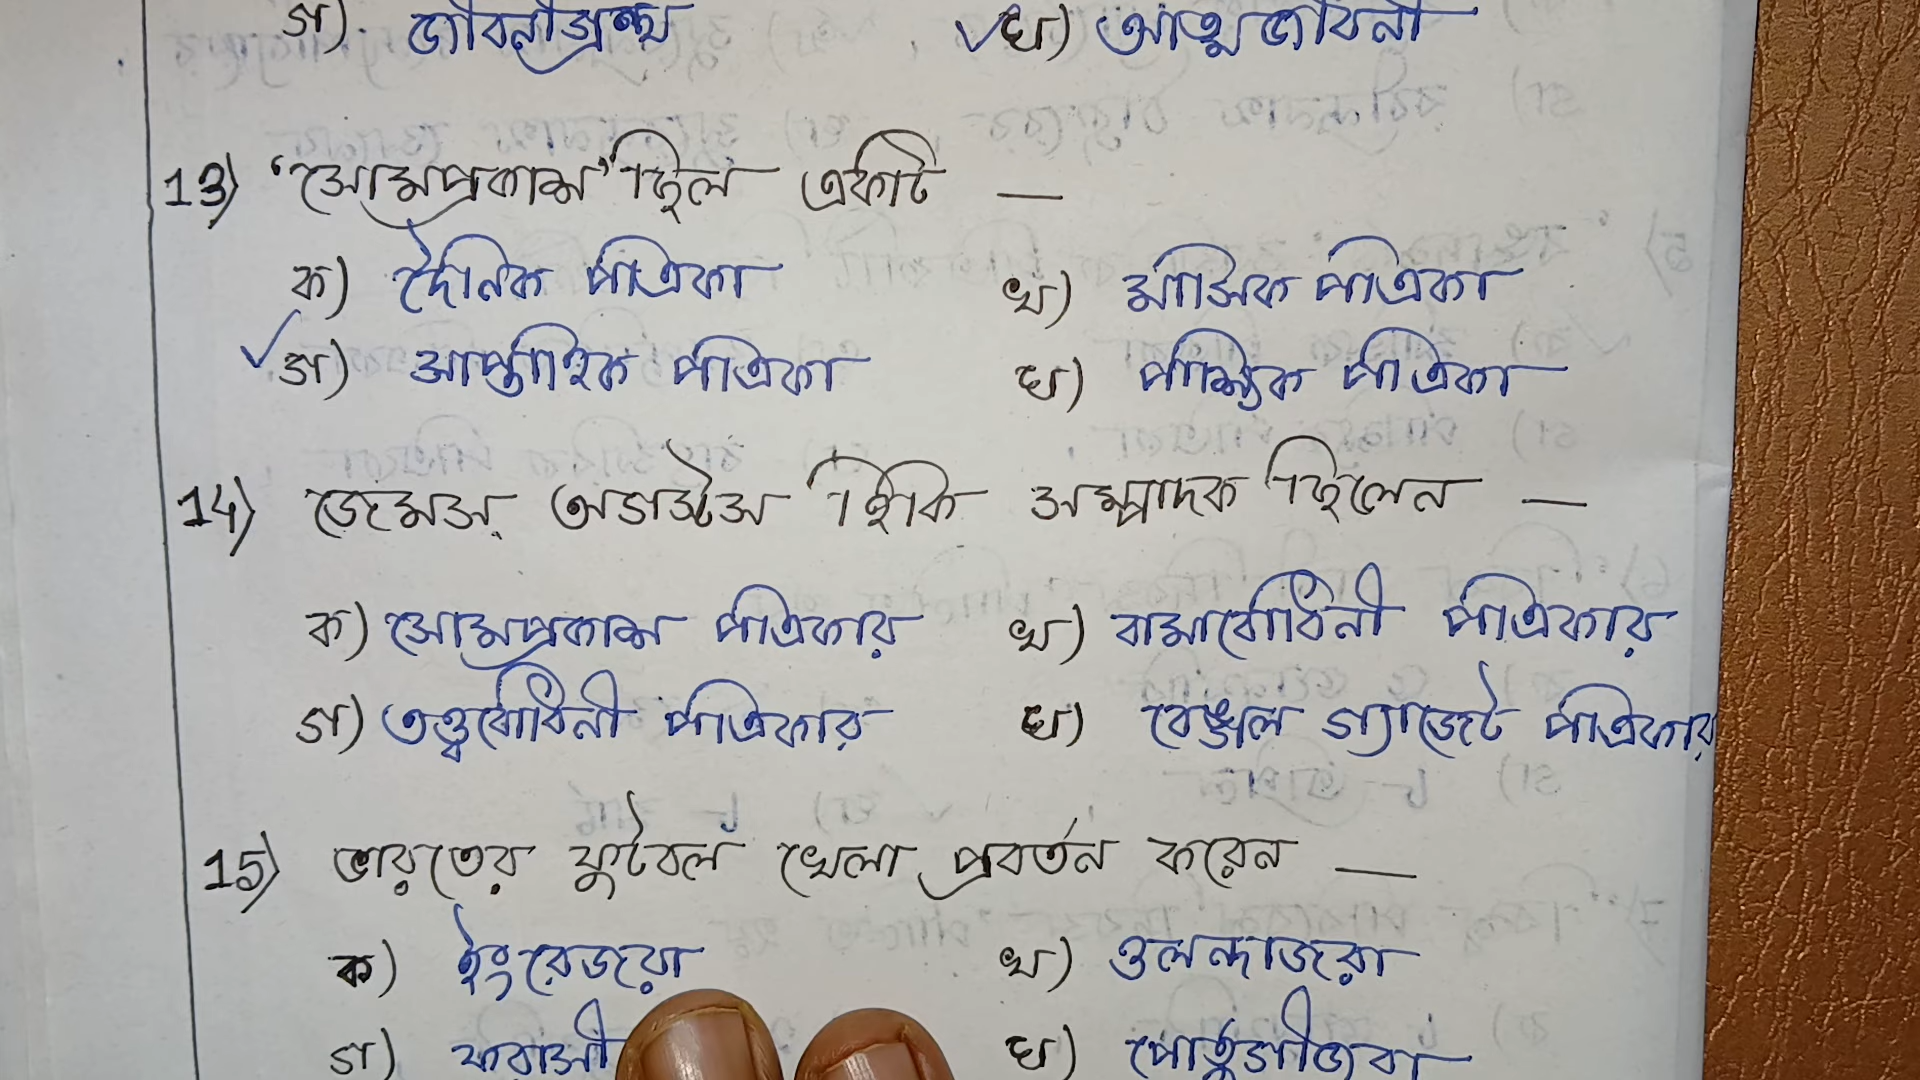 গ) জীবনীগ্রন্থ ✓ঘ) আত্মজীবনী
13) 'সোমপ্রকাশ' ছিল একটি —
ক) দৈনিক পত্রিকা খ) মাসিক পত্রিকা
✓গ) সাপ্তাহিক পত্রিকা ঘ) পাক্ষিক পত্রিকা
14) জেমস্ অগাস্টাস হিকি সম্পাদক ছিলেন —
ক) সোমপ্রকাশ পত্রিকার খ) বামাবোধিনী পত্রিকার
গ) তত্ত্ববোধিনী পত্রিকার ঘ) বেঙ্গল গ্যাজেট পত্রিকার
15) ভারতের ফুটবল খেলা প্রবর্তন করেন —
ক) ইংরেজরা খ) ওলন্দাজরা
গ) ফরাসী ঘ) পোর্তুগীজরা